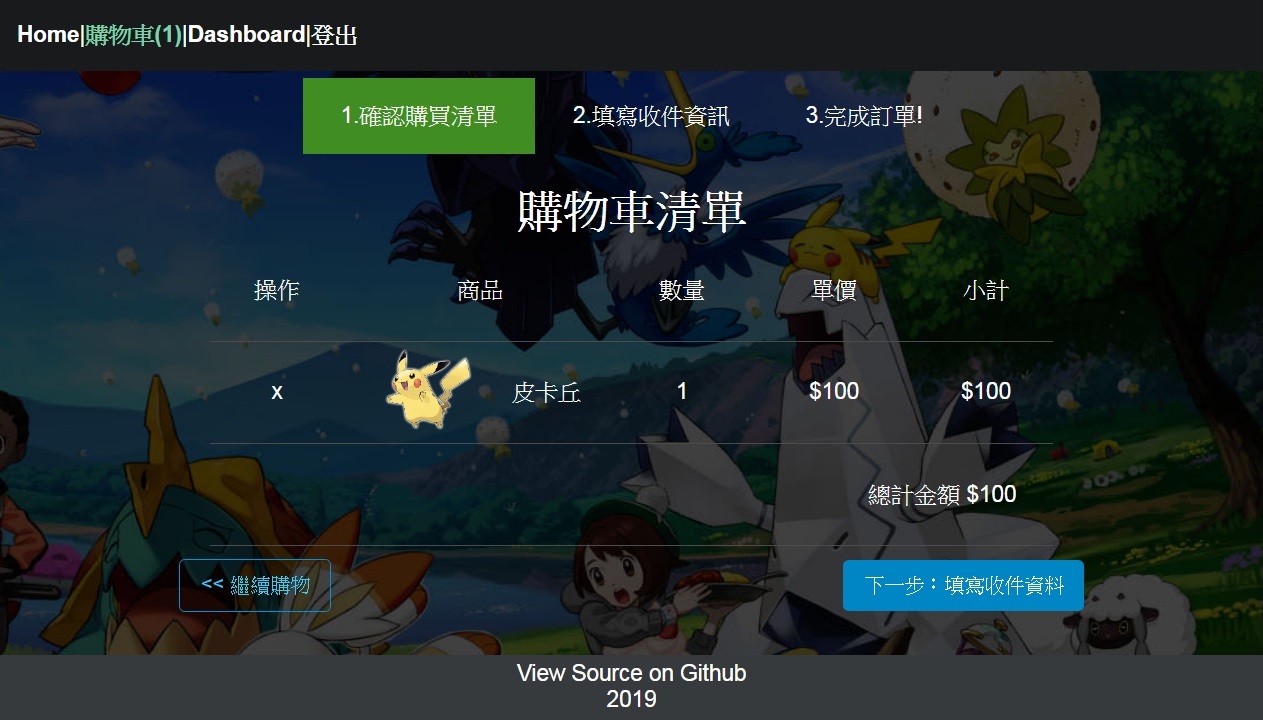 Home|購物車(1)|Dashboard|登出
1.確認購買清單 2.填寫收件資訊 3.完成訂單!
購物車清單
操作 商品 數量 單價 小計
x 皮卡丘 1 $100 $100
總計金額 $100
<< 繼續購物 下一步：填寫收件資料
View Source on Github
2019